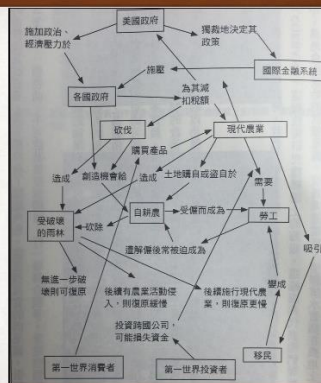 美國政府
施加政治、
經濟壓力於
獨裁地決定其
政策
施壓
國際金融系統
各國政府
為其減
扣稅額
砍伐
現代農業
購買產品
造成
創造機會給
造成
土地購自或盜自於
需要
自耕農
受僱而成為
勞工
受破壞
的雨林
砍除
遭解僱後常被迫成為
吸引
無進一步破
壞則可復原
後續有農業活動侵
入，則復原緩慢
後續施行現代農
業，則復原更慢
變成
投資跨國公司，
可能損失資金
移民
第一世界消費者
第一世界投資者